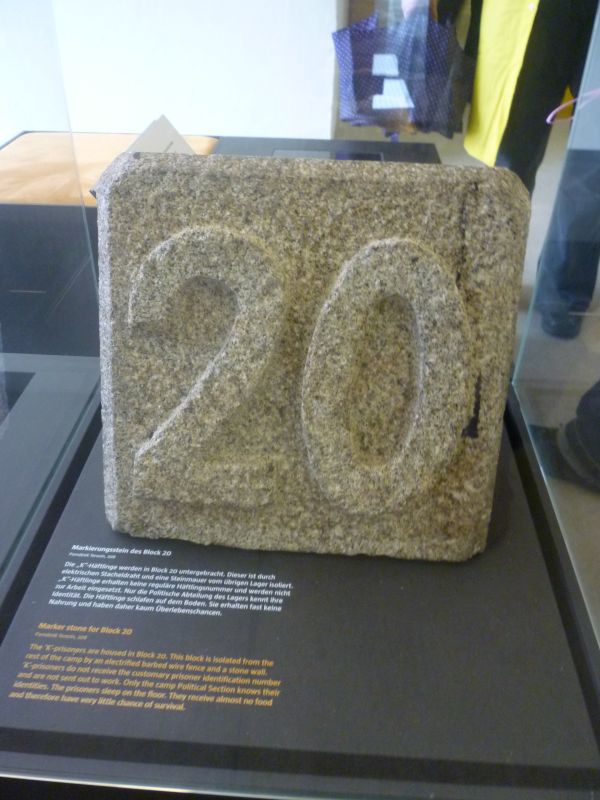 20
Markierungsstein des Block 20
Die „K“-Häftlinge werden in Block 20 untergebracht. Dieser ist durch
elektrischen Stacheldraht und eine Steinmauer vom übrigen Lager isoliert.
„K“-Häftlinge erhalten keine reguläre Häftlingsnummer und werden nicht
zur Arbeit eingesetzt. Nur die Politische Abteilung des Lagers kennt ihre
Identität. Die Häftlinge schlafen auf dem Boden. Sie erhalten fast keine
Nahrung und haben daher kaum Überlebenschancen.
Marker stone for Block 20
The 'K'-prisoners are housed in Block 20. This block is isolated from the
rest of the camp by an electrified barbed wire fence and a stone wall.
'K'-prisoners do not receive the customary prisoner identification number
and are not sent out to work. Only the camp Political Section knows their
identities. The prisoners sleep on the floor. They receive almost no food
and therefore have very little chance of survival.